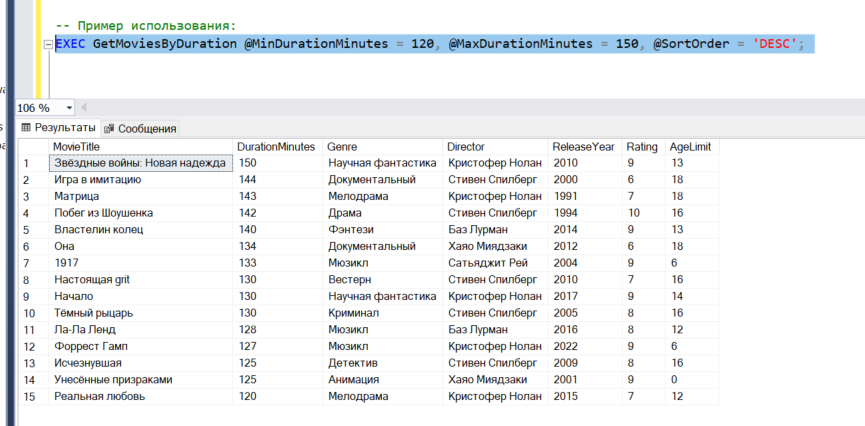 -- Пример использования:
EXEC GetMoviesByDuration @MinDurationMinutes = 120, @MaxDurationMinutes = 150, @SortOrder = 'DESC';
106 %
Результаты Сообщения
MovieTitle DurationMinutes Genre Director ReleaseYear Rating AgeLimit
1 Звёздные войны: Новая надежда 150 Научная фантастика Кристофер Нолан 2010 9 13
2 Игра в имитацию 144 Документальный Стивен Спилберг 2000 6 18
3 Матрица 143 Мелодрама Кристофер Нолан 1991 7 18
4 Побег из Шоушенка 142 Драма Стивен Спилберг 1994 10 16
5 Властелин колец 140 Фэнтези Баз Лурман 2014 9 13
6 Она 134 Документальный Хаяо Миядзаки 2012 6 18
7 1917 133 Мюзикл Сатьяджит Рей 2004 9 6
8 Настоящая grit 130 Вестерн Стивен Спилберг 2010 7 16
9 Начало 130 Научная фантастика Кристофер Нолан 2017 9 14
10 Тёмный рыцарь 130 Криминал Стивен Спилберг 2005 8 16
11 Ла-Ла Ленд 128 Мюзикл Баз Лурман 2016 8 12
12 Форрест Гамп 127 Мюзикл Кристофер Нолан 2022 9 6
13 Исчезнувшая 125 Детектив Стивен Спилберг 2009 8 16
14 Унесённые призраками 125 Анимация Хаяо Миядзаки 2001 9 0
15 Реальная любовь 120 Мелодрама Кристофер Нолан 2015 7 12